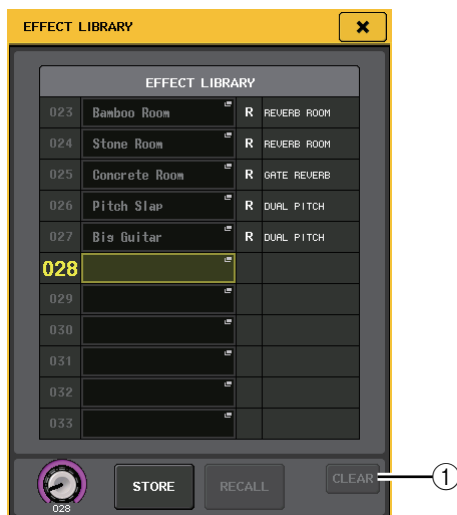 EFFECT LIBRARY
EFFECT LIBRARY
023 Bamboo Room R REVERB ROOM
024 Stone Room R REVERB ROOM
025 Concrete Room R GATE REVERB
026 Pitch Slap R DUAL PITCH
027 Big Guitar R DUAL PITCH
028
029
030
031
032
033
028 STORE RECALL CLEAR 1